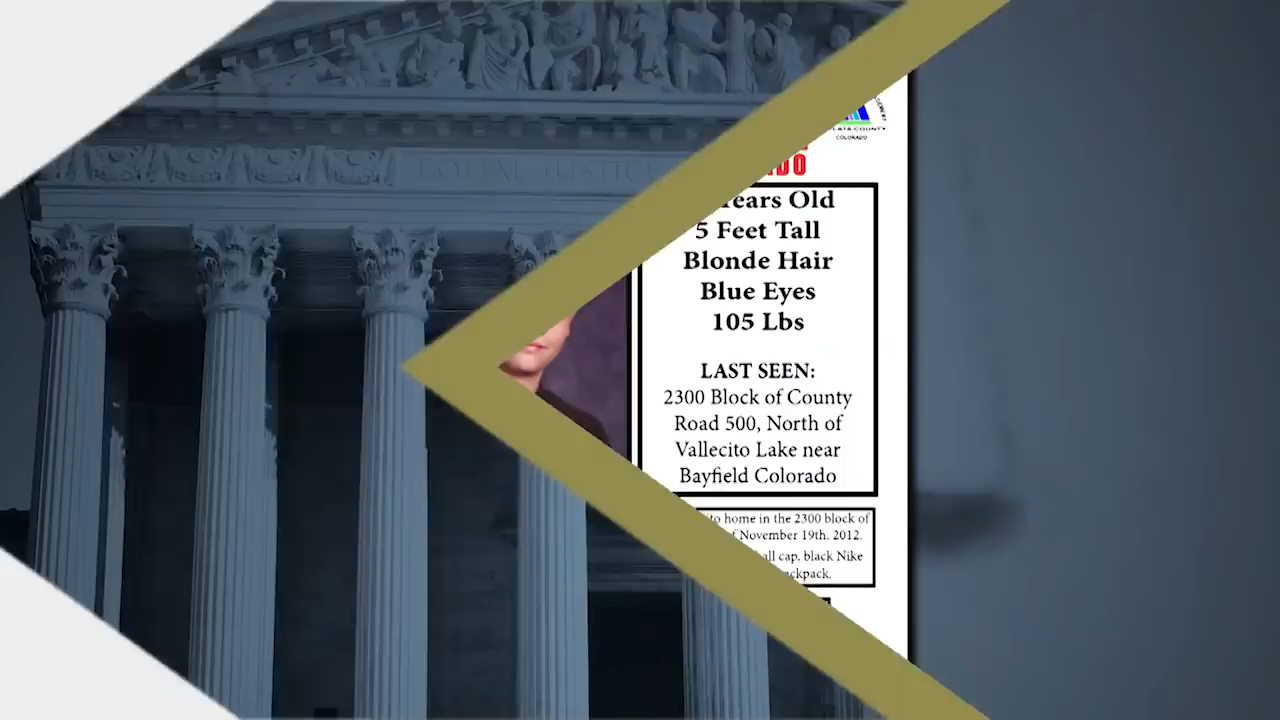 EQUAL JUSTICE
LATA COUNTY
COLORADO
Years Old
5 Feet Tall
Blonde Hair
Blue Eyes
105 Lbs
LAST SEEN:
2300 Block of County
Road 500, North of
Vallecito Lake near
Bayfield Colorado
to home in the 2300 block of
of November 19th. 2012.
cap, black Nike